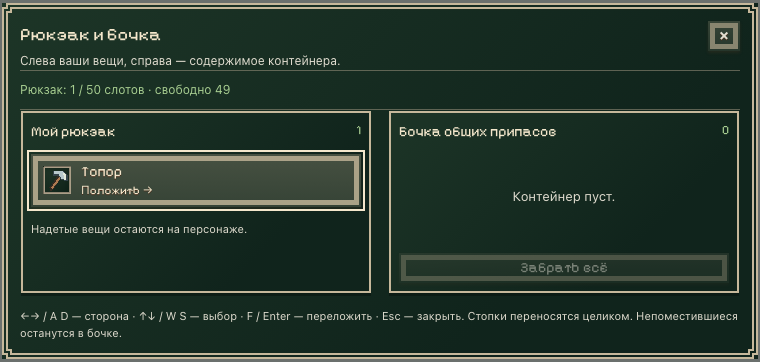 Рюкзак и бочка
×
Слева ваши вещи, справа — содержимое контейнера.
Рюкзак: 1 / 50 слотов · свободно 49
Мой рюкзак
1
Топор
Положить →
Надетые вещи остаются на персонаже.
Бочка общих припасов
0
Контейнер пуст.
Забрать всё
←→ / A D — сторона · ↑↓ / W S — выбор · F / Enter — переложить · Esc — закрыть. Стопки переносятся целиком. Непоместившиеся
останутся в бочке.